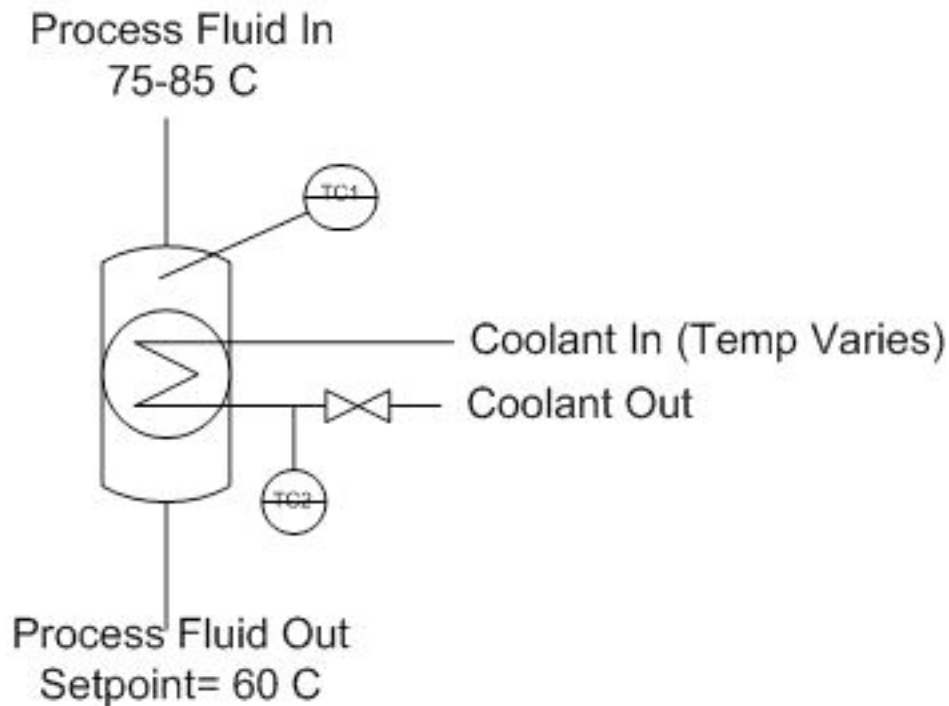 Process Fluid In
75-85 C
TC1
Coolant In (Temp Varies)
Coolant Out
TC2
Process Fluid Out
Setpoint= 60 C